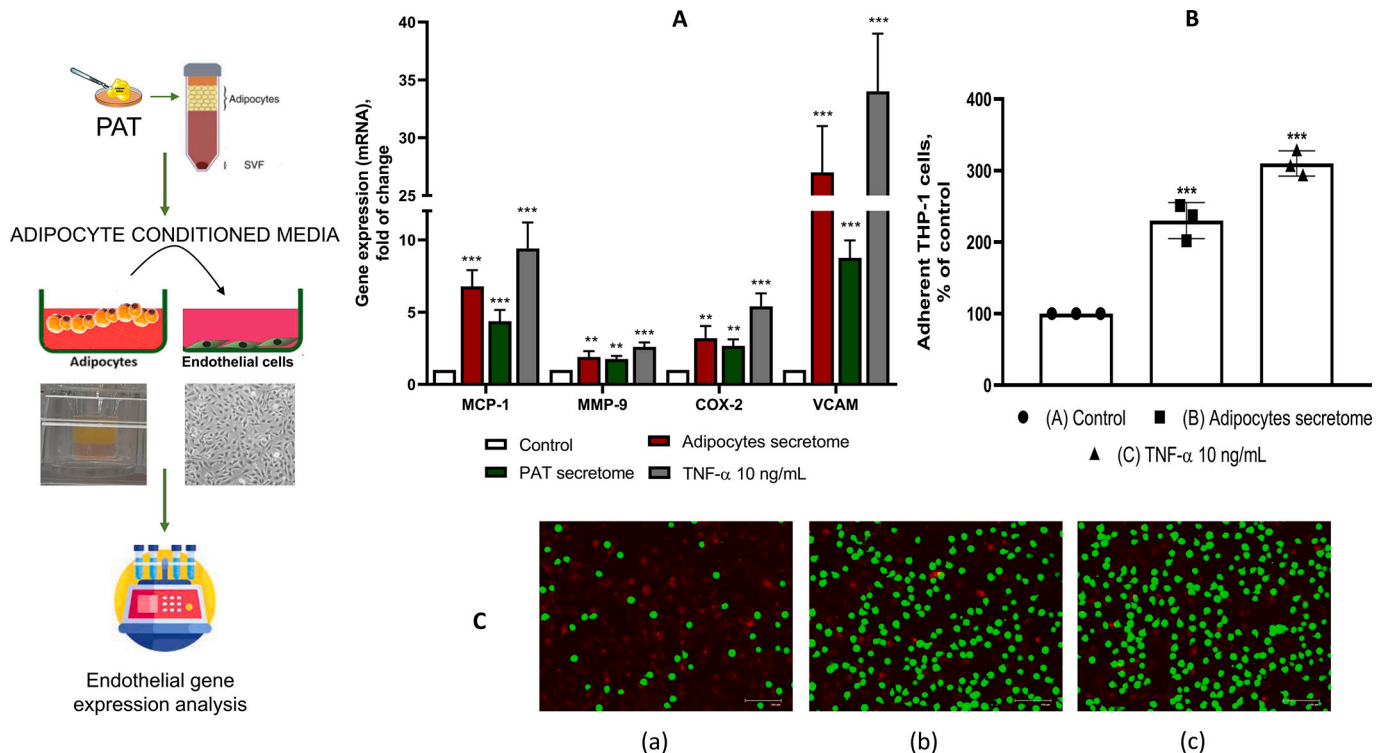 PAT
Adipocytes
SVF
ADIPOCYTE CONDITIONED MEDIA
Adipocytes
Endothelial cells
Endothelial gene
expression analysis
A
Gene expression (mRNA),
fold of change
40
35
30
25
10
5
0
***
***
***
**
**
***
**
**
***
***
***
***
MCP-1
MMP-9
COX-2
VCAM
Control
Adipocytes secretome
PAT secretome
TNF-α 10 ng/mL
B
Adherent THP-1 cells,
% of control
400
300
200
100
0
***
***
(A) Control
(B) Adipocytes secretome
(C) TNF-α 10 ng/mL
C
(a)
(b)
(c)